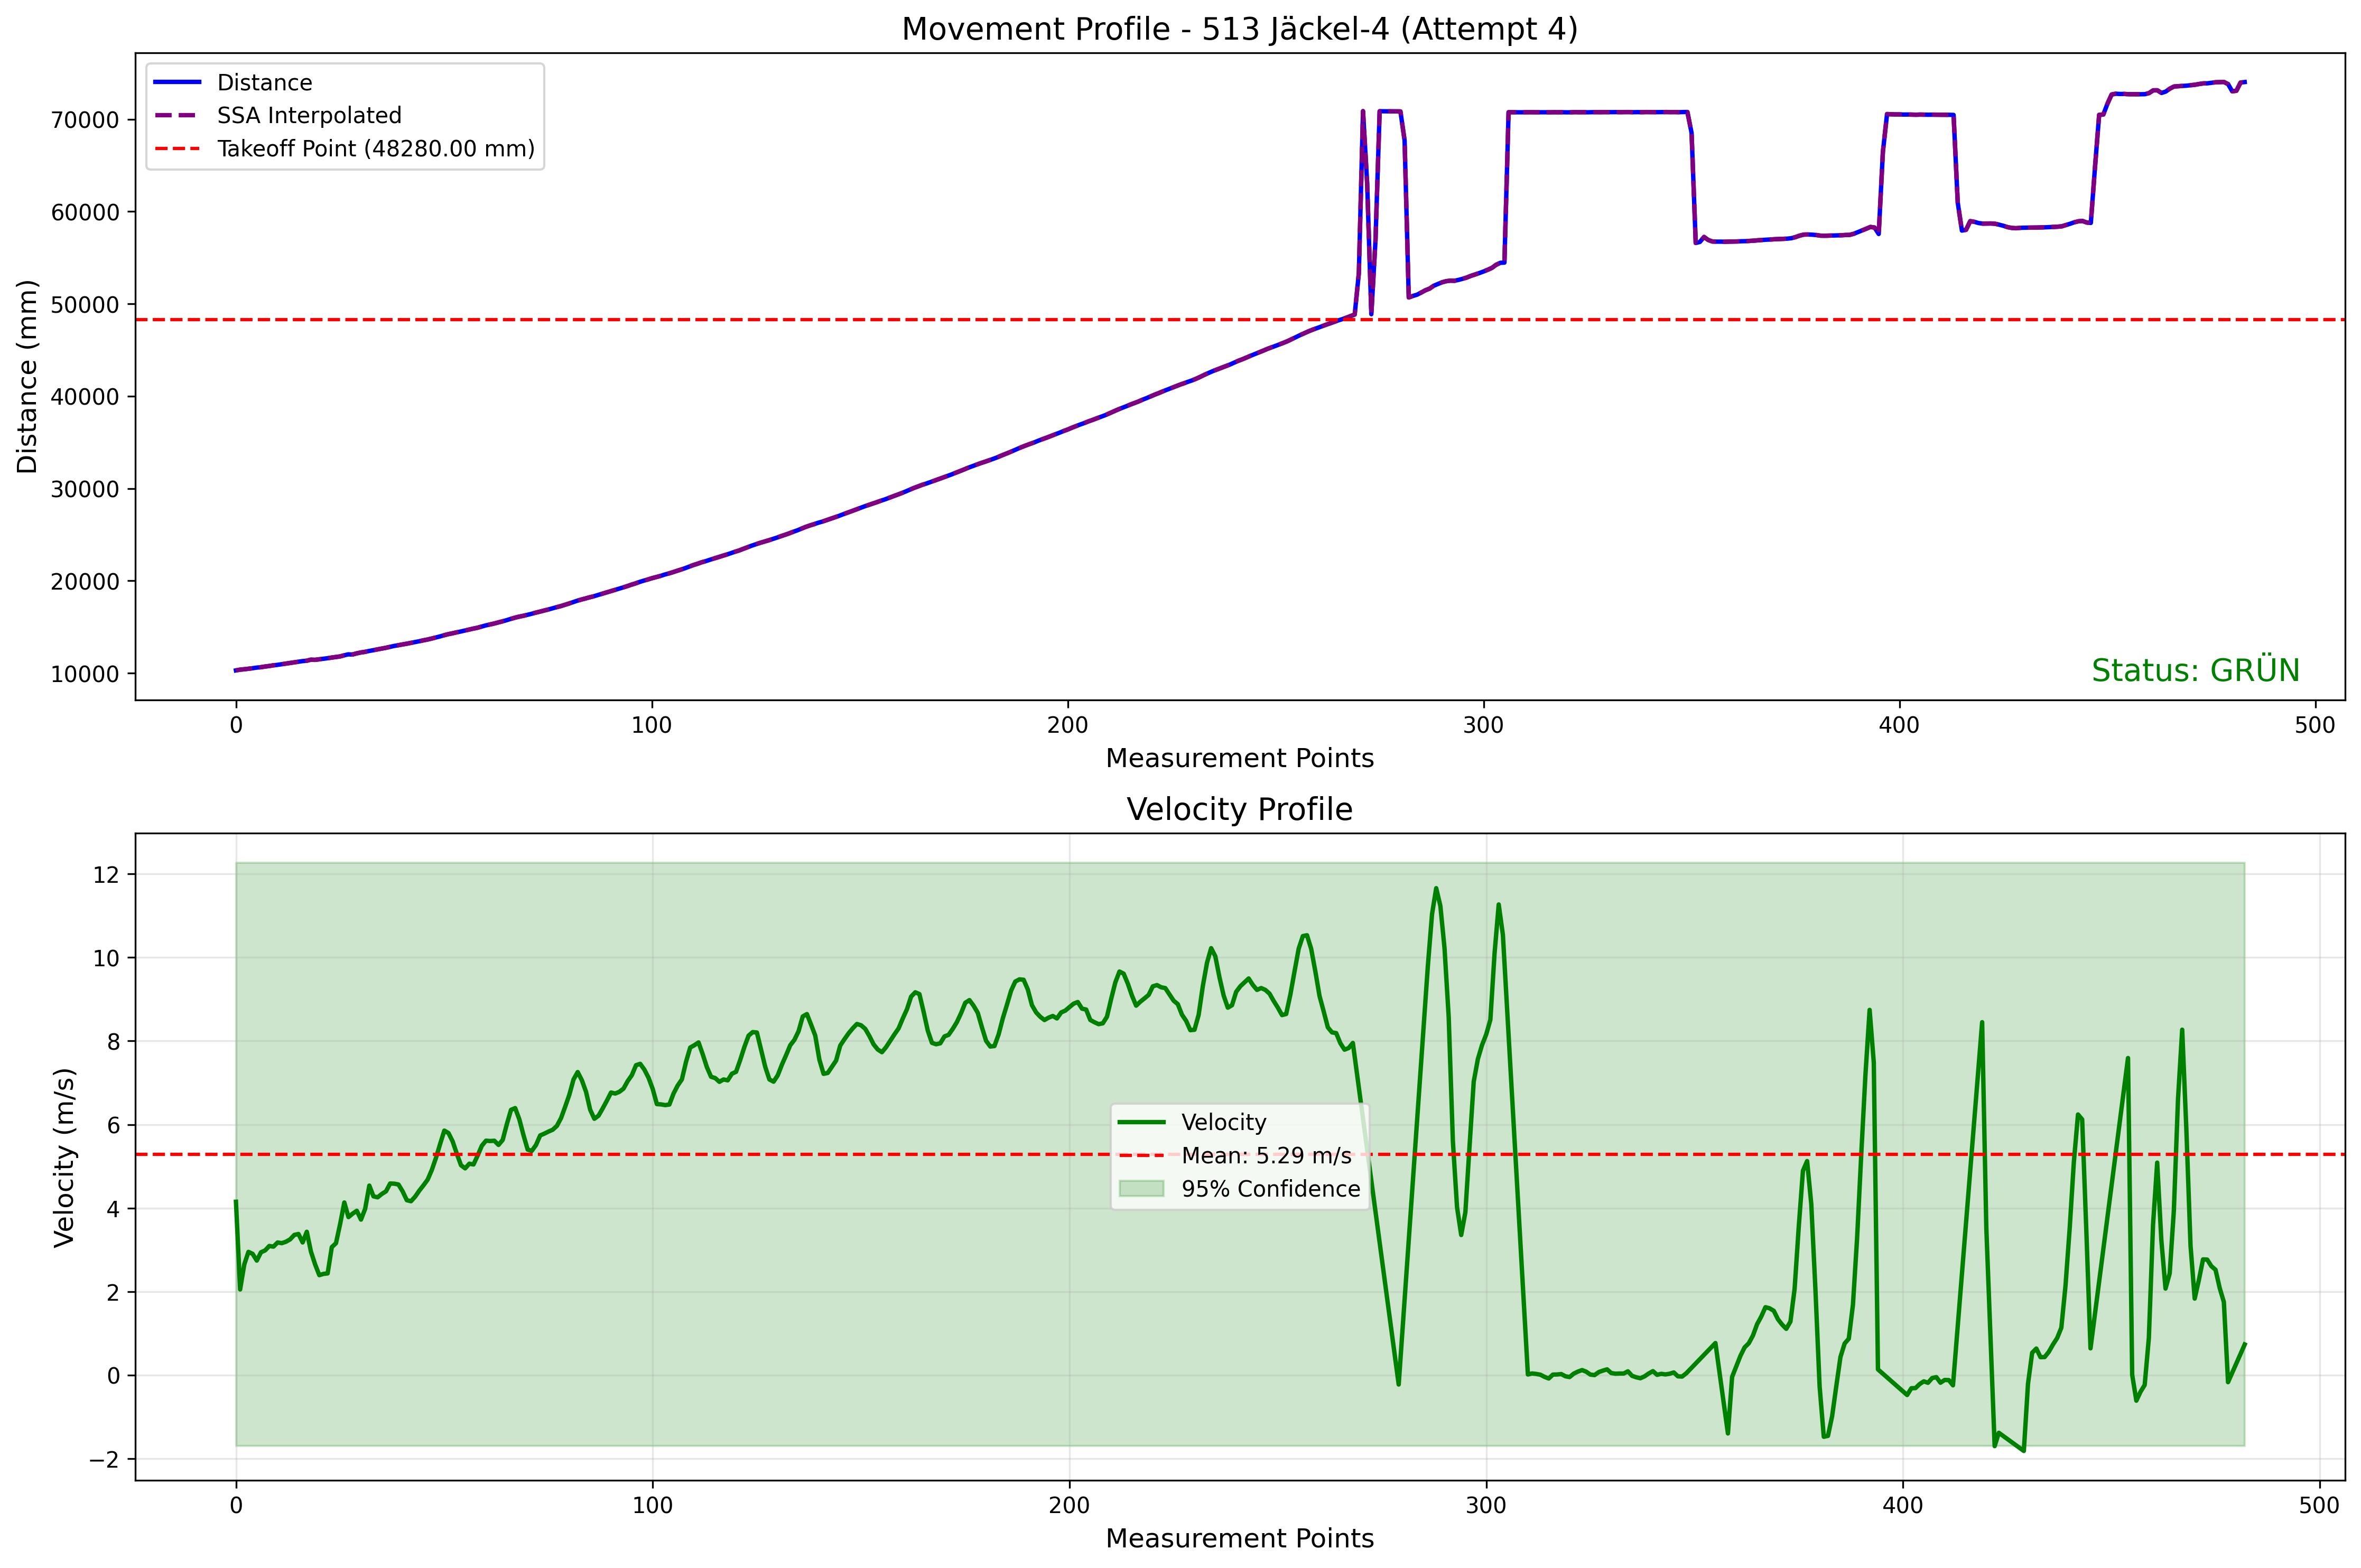 Movement Profile - 513 Jäckel-4 (Attempt 4)
Distance
SSA Interpolated
Takeoff Point (48280.00 mm)
Distance (mm)
70000
60000
50000
40000
30000
20000
10000
Status: GRÜN
0 100 200 300 400 500
Measurement Points
Velocity Profile
Velocity (m/s)
12
10
8
6
4
2
0
−2
Velocity
Mean: 5.29 m/s
95% Confidence
0 100 200 300 400 500
Measurement Points